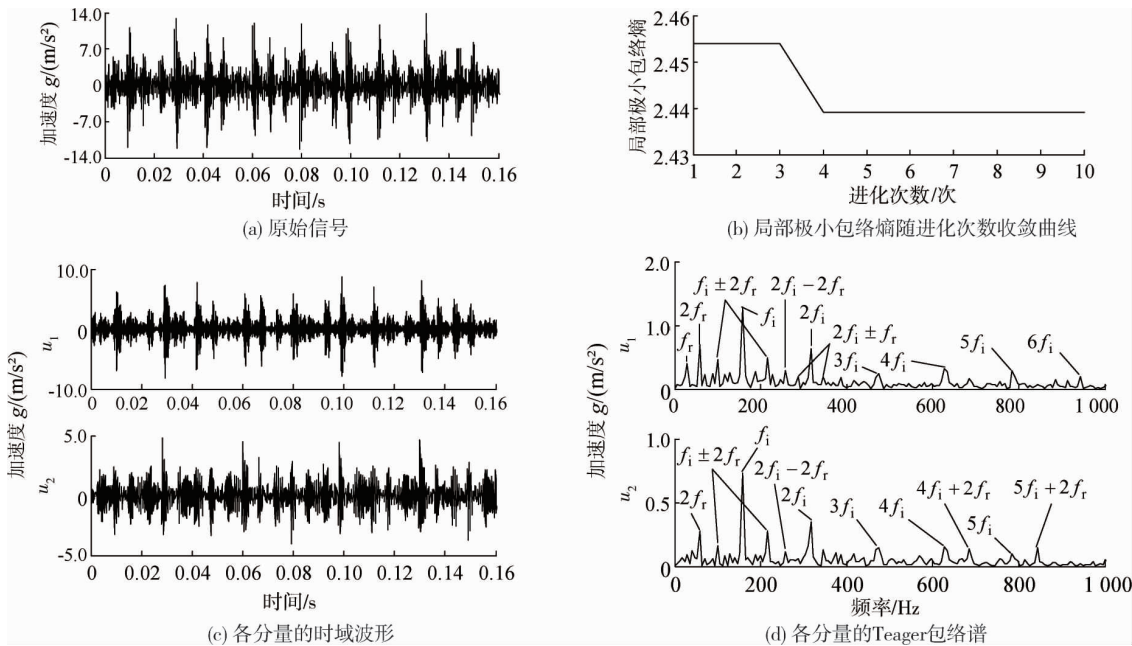 14.0
7.0
0
-7.0
-14.0
加速度 g/(m/s²)
0 0.02 0.04 0.06 0.08 0.10 0.12 0.14 0.16
时间/s
(a) 原始信号
2.46
2.45
2.44
2.43
局部极小包络熵
1 2 3 4 5 6 7 8 9 10
进化次数/次
(b) 局部极小包络熵随进化次数收敛曲线
10.0
0
-10.0
u₁
0 0.02 0.04 0.06 0.08 0.10 0.12 0.14 0.16
加速度 g/(m/s²)
5.0
0
-5.0
u₂
0 0.02 0.04 0.06 0.08 0.10 0.12 0.14 0.16
时间/s
(c) 各分量的时域波形
2.0
1.0
0
u₁
fᵢ ± 2fᵣ 2fᵢ − 2fᵣ
2fᵣ fᵢ 2fᵢ
fᵣ 2fᵢ ± fᵣ
3fᵢ 4fᵢ 5fᵢ 6fᵢ
0 200 400 600 800 1 000
加速度 g/(m/s²)
1.0
0.5
0
u₂
fᵢ
fᵢ ± 2fᵣ
2fᵢ − 2fᵣ
2fᵣ 2fᵢ 3fᵢ 4fᵢ 4fᵢ + 2fᵣ 5fᵢ + 2fᵣ
5fᵢ
0 200 400 600 800 1 000
频率/Hz
(d) 各分量的Teager包络谱